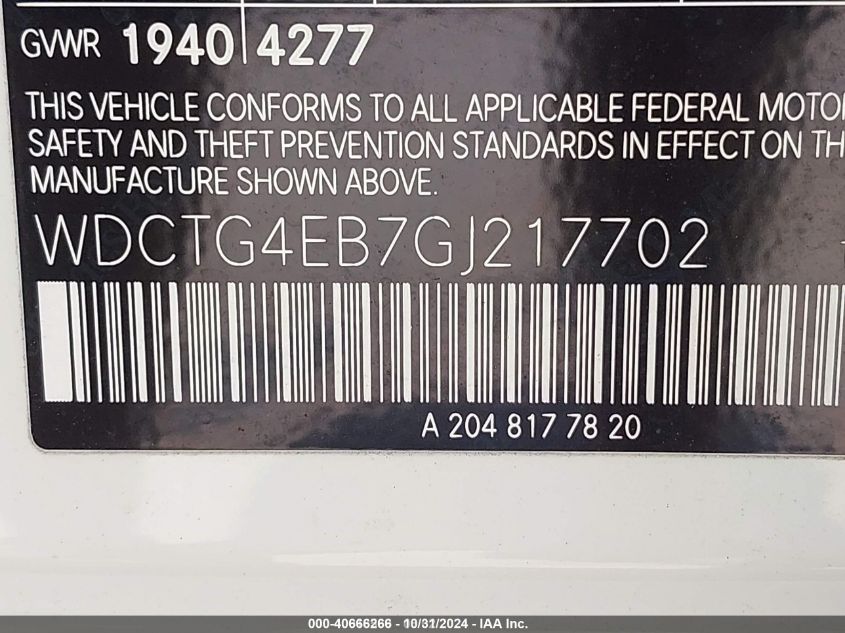 GVWR 1940 4277
THIS VEHICLE CONFORMS TO ALL APPLICABLE FEDERAL MOTO
SAFETY AND THEFT PREVENTION STANDARDS IN EFFECT ON TH
MANUFACTURE SHOWN ABOVE.
WDCTG4EB7GJ217702
A 204 817 78 20
000-40666266 - 10/31/2024 - IAA Inc.